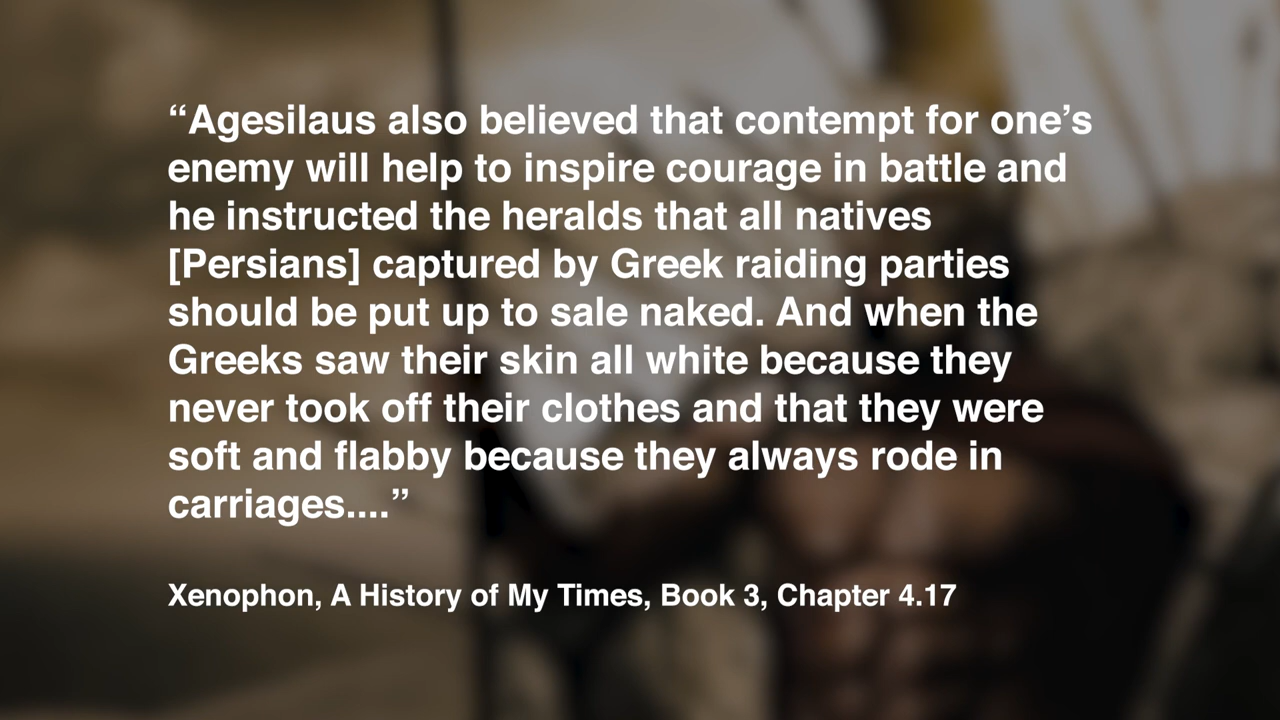 “Agesilaus also believed that contempt for one’s
enemy will help to inspire courage in battle and
he instructed the heralds that all natives
[Persians] captured by Greek raiding parties
should be put up to sale naked. And when the
Greeks saw their skin all white because they
never took off their clothes and that they were
soft and flabby because they always rode in
carriages....”
Xenophon, A History of My Times, Book 3, Chapter 4.17